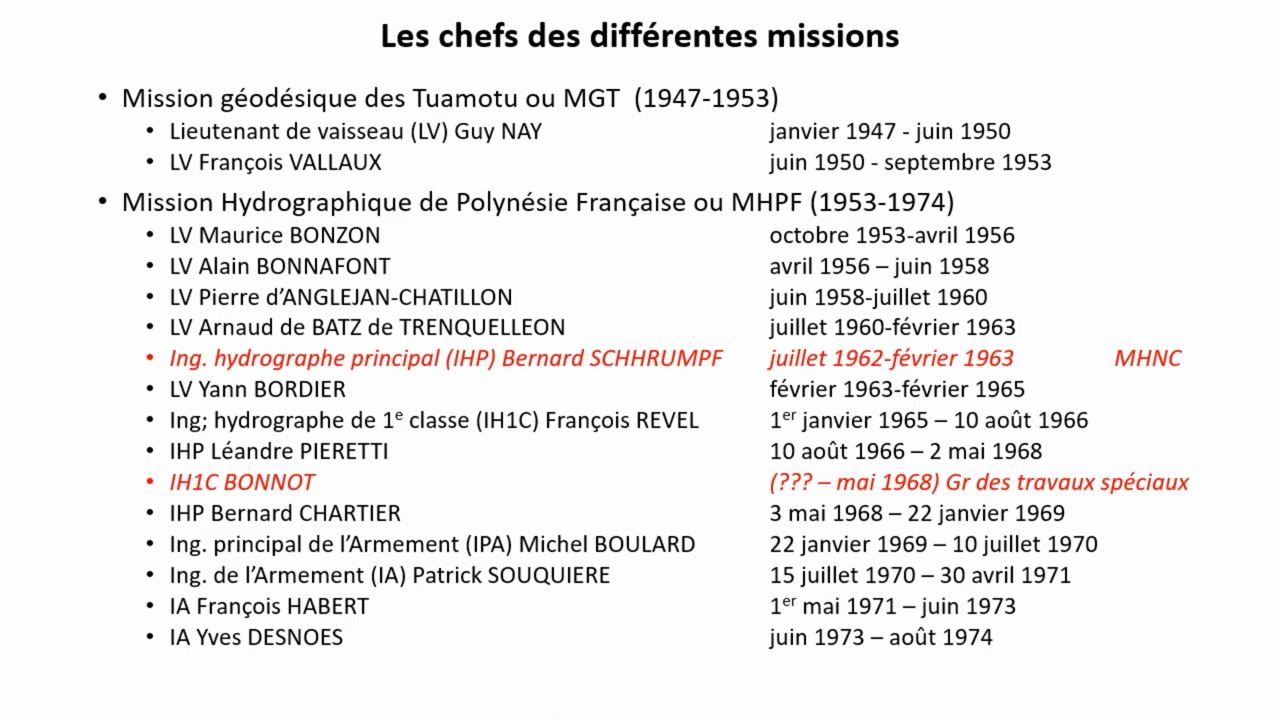 Les chefs des différentes missions
• Mission géodésique des Tuamotu ou MGT (1947-1953)
• Lieutenant de vaisseau (LV) Guy NAY janvier 1947 - juin 1950
• LV François VALLAUX juin 1950 - septembre 1953
• Mission Hydrographique de Polynésie Française ou MHPF (1953-1974)
• LV Maurice BONZON octobre 1953-avril 1956
• LV Alain BONNAFONT avril 1956 – juin 1958
• LV Pierre d’ANGLEJAN-CHATILLON juin 1958-juillet 1960
• LV Arnaud de BATZ de TRENQUELLEON juillet 1960-février 1963
• Ing. hydrographe principal (IHP) Bernard SCHHRUMPF juillet 1962-février 1963 MHNC
• LV Yann BORDIER février 1963-février 1965
• Ing; hydrographe de 1e classe (IH1C) François REVEL 1er janvier 1965 – 10 août 1966
• IHP Léandre PIERETTI 10 août 1966 – 2 mai 1968
• IH1C BONNOT (??? – mai 1968) Gr des travaux spéciaux
• IHP Bernard CHARTIER 3 mai 1968 – 22 janvier 1969
• Ing. principal de l’Armement (IPA) Michel BOULARD 22 janvier 1969 – 10 juillet 1970
• Ing. de l’Armement (IA) Patrick SOUQUIERE 15 juillet 1970 – 30 avril 1971
• IA François HABERT 1er mai 1971 – juin 1973
• IA Yves DESNOES juin 1973 – août 1974